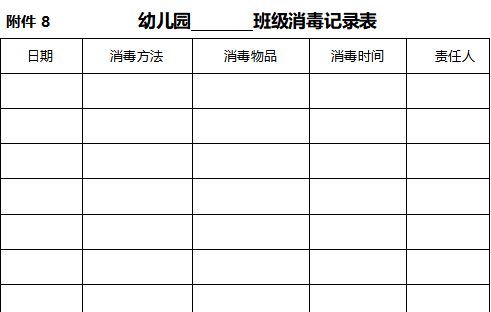 附件 8 幼儿园______班级消毒记录表
日期 消毒方法 消毒物品 消毒时间 责任人